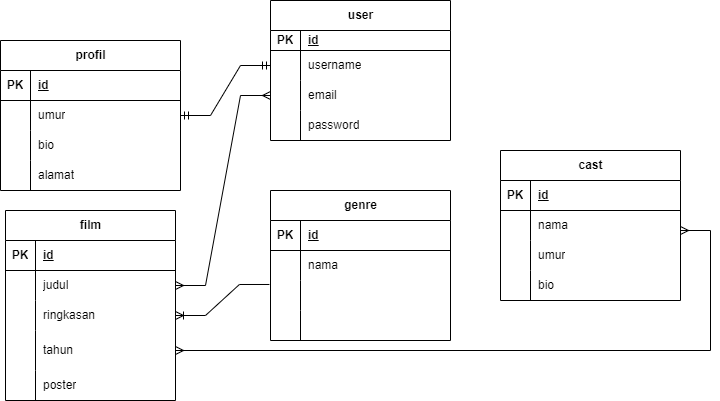 user
PK id
username
email
password
profil
PK id
umur
bio
alamat
film
PK id
judul
ringkasan
tahun
poster
genre
PK id
nama
cast
PK id
nama
umur
bio